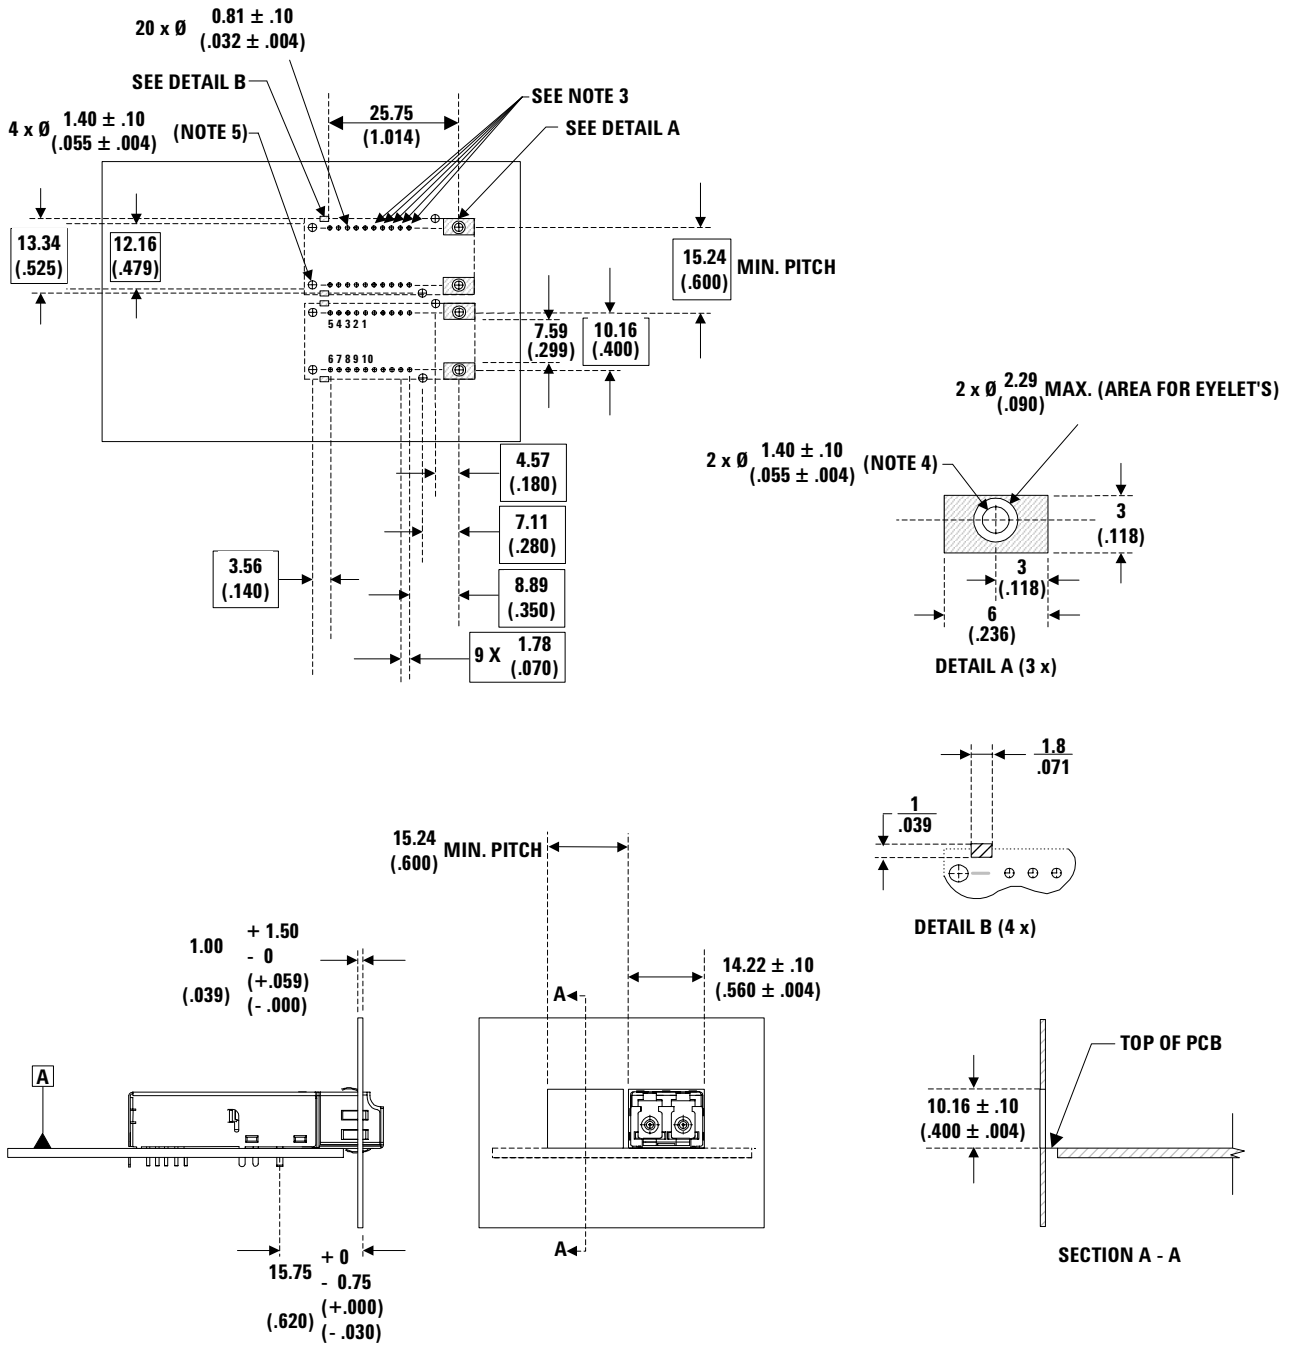 20 x Ø 0.81 ± .10
(.032 ± .004)
SEE DETAIL B
4 x Ø 1.40 ± .10
(.055 ± .004)
(NOTE 5)
25.75
(1.014)
SEE NOTE 3
SEE DETAIL A
13.34
(.525)
12.16
(.479)
15.24
(.600)
MIN. PITCH
5 4 3 2 1
7.59
(.299)
10.16
(.400)
6 7 8 9 10
2 x Ø 2.29 MAX. (AREA FOR EYELET'S)
(.090)
2 x Ø 1.40 ± .10
(.055 ± .004)
(NOTE 4)
4.57
(.180)
3
(.118)
7.11
(.280)
3.56
(.140)
3
(.118)
8.89
(.350)
6
(.236)
9 X 1.78
(.070)
DETAIL A (3 x)
1.8
.071
1
.039
15.24
(.600)
MIN. PITCH
DETAIL B (4 x)
1.00 + 1.50
- 0
(.039) (+.059)
(- .000)
14.22 ± .10
(.560 ± .004)
A
TOP OF PCB
A
10.16 ± .10
(.400 ± .004)
A
SECTION A - A
15.75 + 0
- 0.75
(.620) (+.000)
(- .030)